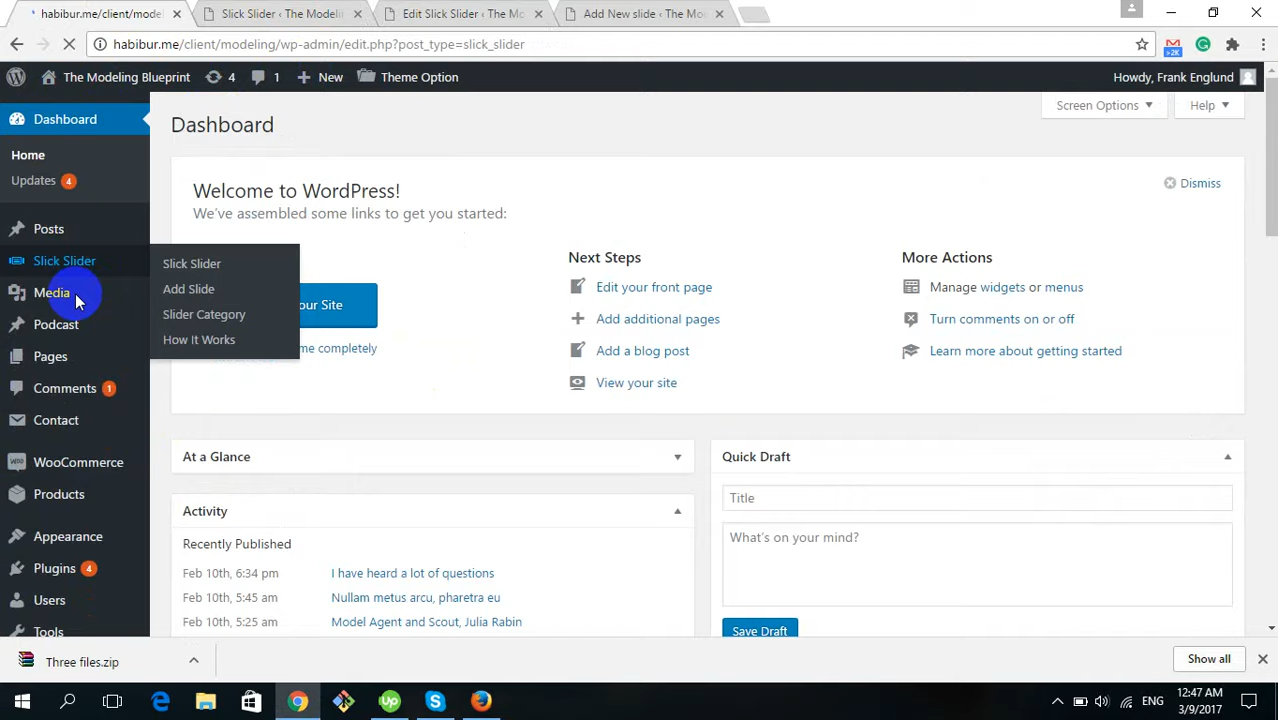 habibur.me/client/model
Slick Slider ‹ The Modelin
Edit Slick Slider ‹ The Mo
Add New slide ‹ The Mo
habibur.me/client/modeling/wp-admin/edit.php?post_type=slick_slider
>2K
The Modeling Blueprint
4
1
New
Theme Option
Howdy, Frank Englund
Dashboard
Home
Updates 4
Posts
Slick Slider
Media
Podcast
Pages
Comments 1
Contact
WooCommerce
Products
Appearance
Plugins 4
Users
Tools
Slick Slider
Add Slide
Slider Category
How It Works
Dashboard
Screen Options
Help
Welcome to WordPress!
We've assembled some links to get you started:
Dismiss
our Site
me completely
Next Steps
Edit your front page
Add additional pages
Add a blog post
View your site
More Actions
Manage widgets or menus
Turn comments on or off
Learn more about getting started
At a Glance
Activity
Recently Published
Feb 10th, 6:34 pm I have heard a lot of questions
Feb 10th, 5:45 am Nullam metus arcu, pharetra eu
Feb 10th, 5:25 am Model Agent and Scout, Julia Rabin
Quick Draft
Title
What's on your mind?
Save Draft
Three files.zip
Show all
Up
ENG
12:47 AM
3/9/2017